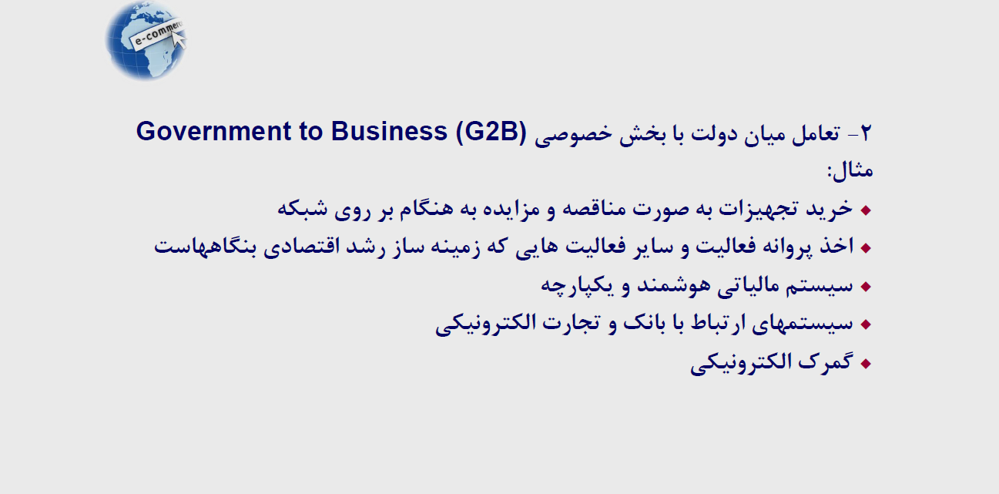 e-commerc
۲- تعامل میان دولت با بخش خصوصی Government to Business (G2B)
مثال:
خرید تجهیزات به صورت مناقصه و مزایده به هنگام بر روی شبکه
اخذ پروانه فعالیت و سایر فعالیت هایی که زمینه ساز رشد اقتصادی بنگاههاست
سیستم مالیاتی هوشمند و یکپارچه
سیستمهای ارتباط با بانک و تجارت الکترونیکی
گمرک الکترونیکی